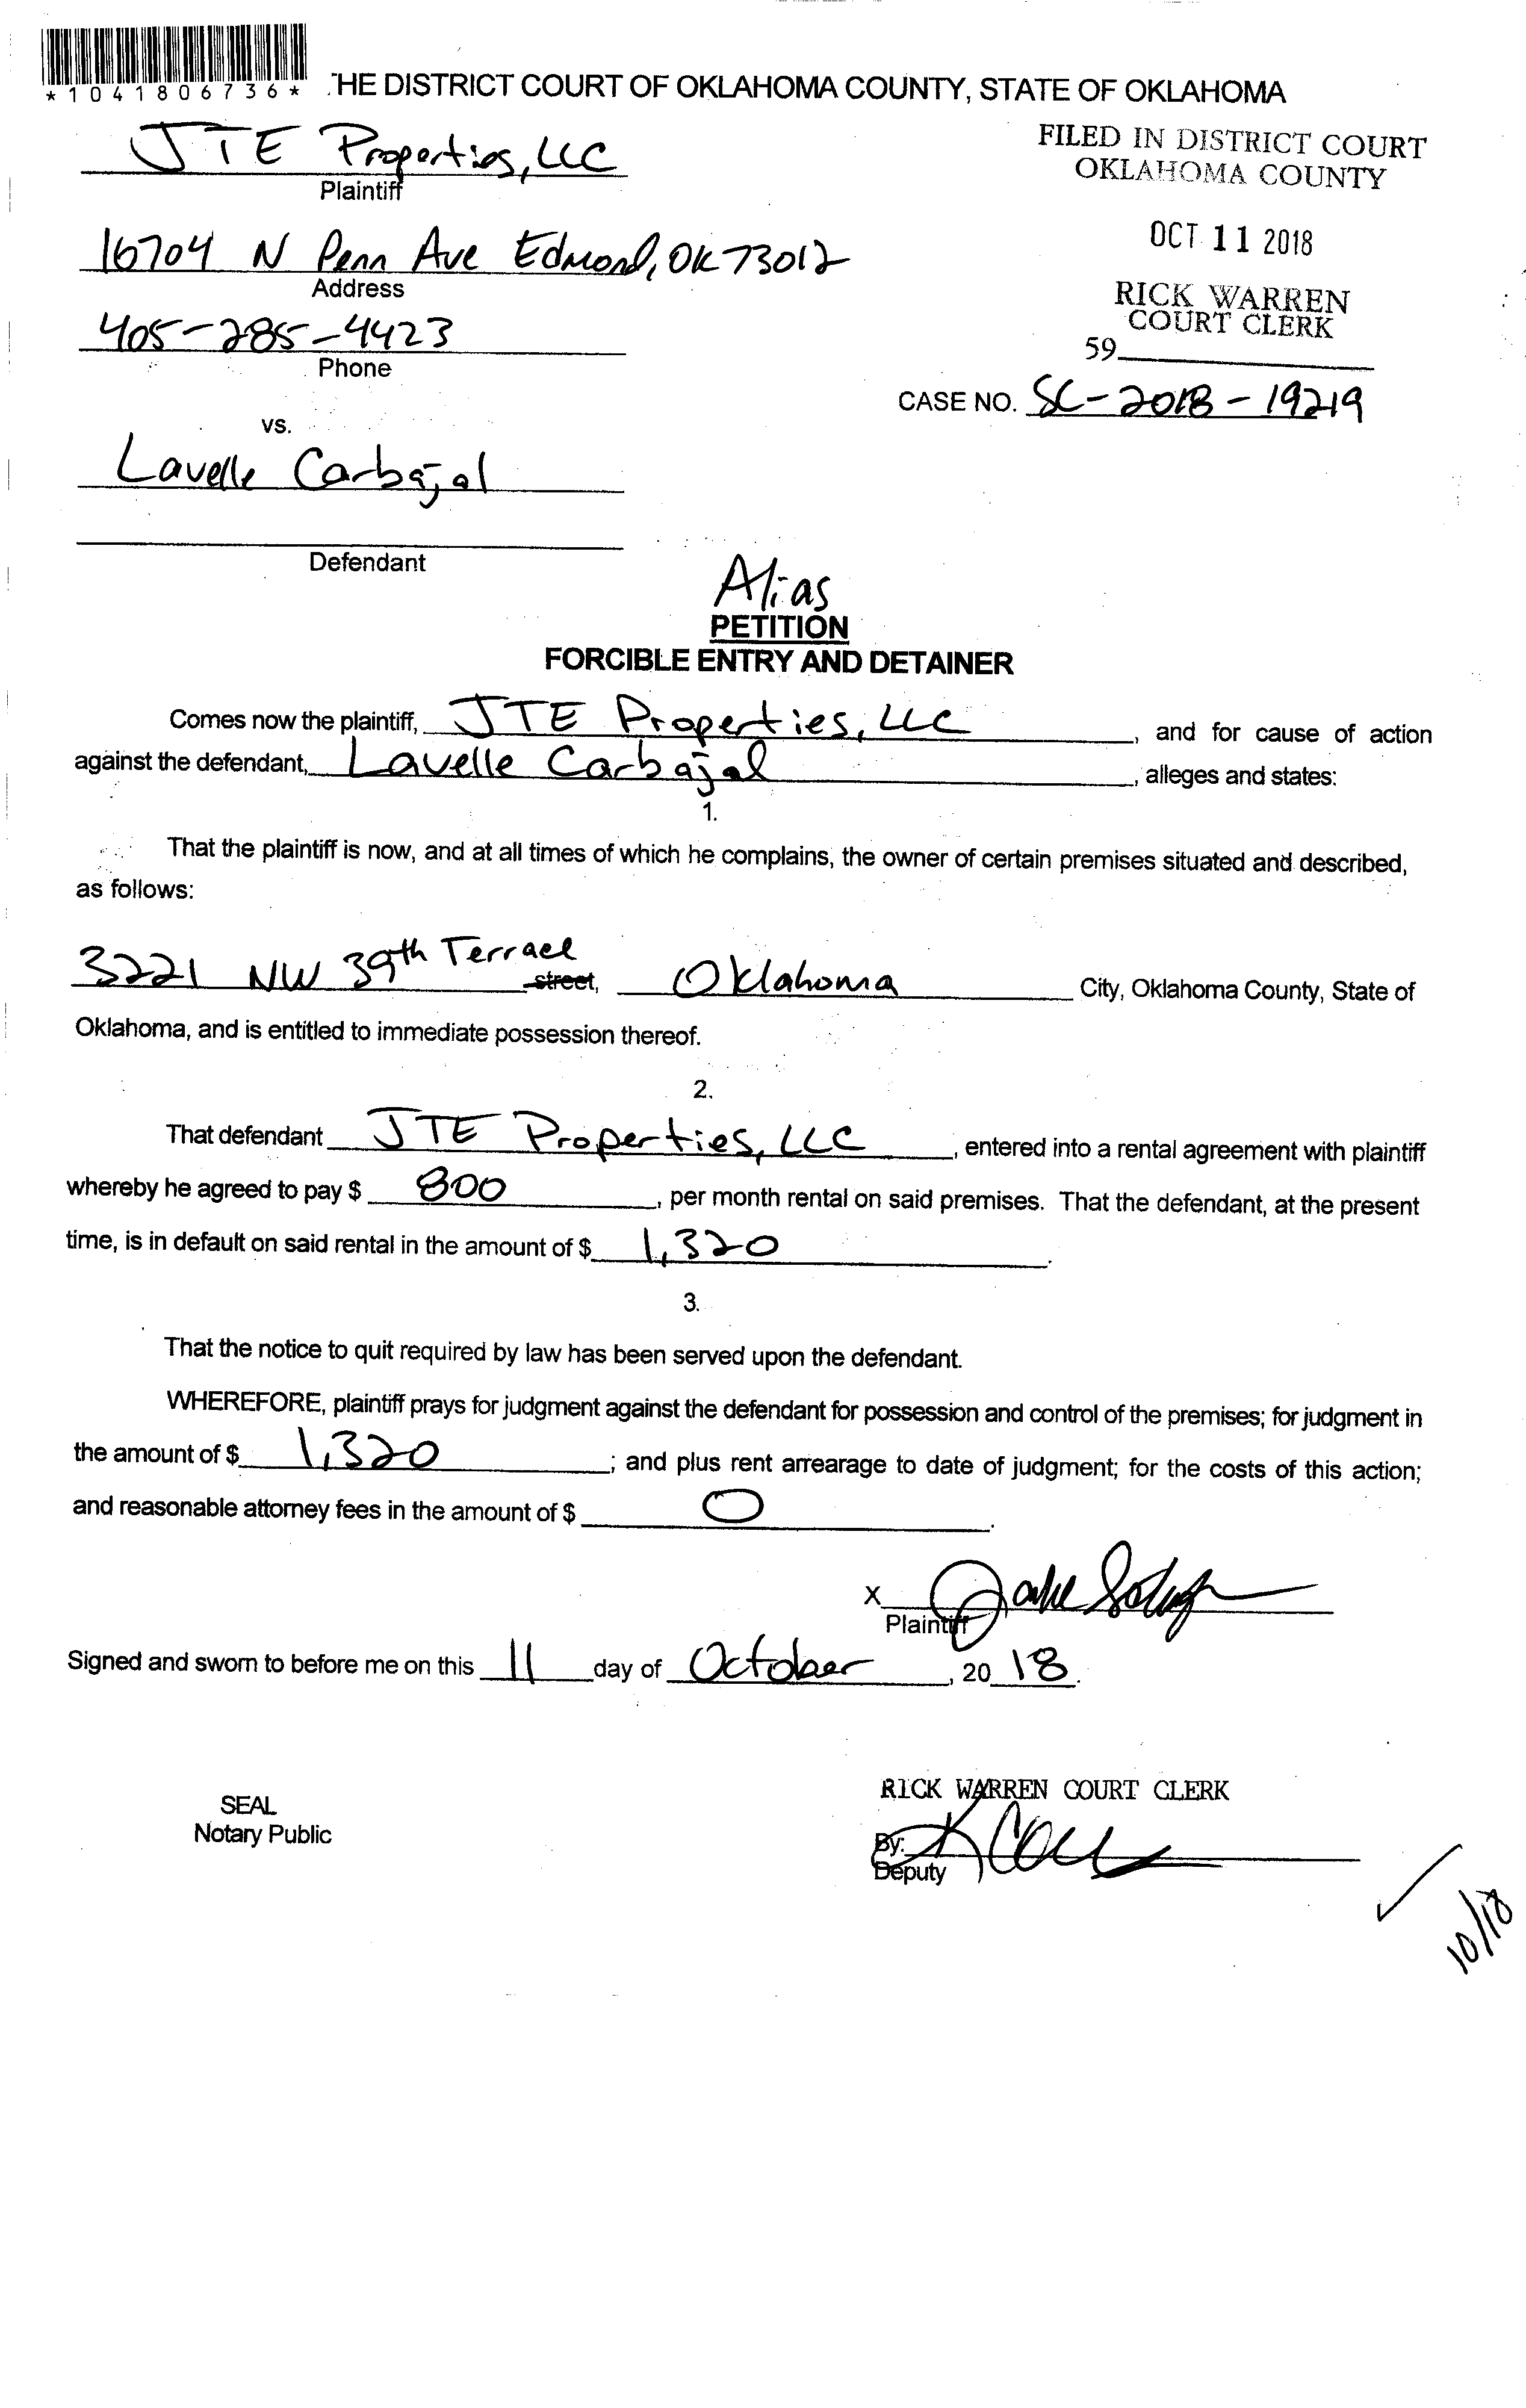 *1041806736*
THE DISTRICT COURT OF OKLAHOMA COUNTY, STATE OF OKLAHOMA
JTE Properties, LLC
Plaintiff
FILED IN DISTRICT COURT
OKLAHOMA COUNTY
16704 N Penn Ave Edmond, OK 73012
Address
OCT 11 2018
405-285-4423
Phone
RICK WARREN
COURT CLERK
59
CASE NO. SC-2018-19219
vs.
Lavelle Carbajal
Defendant
Alias
PETITION
FORCIBLE ENTRY AND DETAINER
Comes now the plaintiff, JTE Properties, LLC, and for cause of action
against the defendant, Lavelle Carbajal, alleges and states:
1.
That the plaintiff is now, and at all times of which he complains, the owner of certain premises situated and described,
as follows:
3221 NW 39th Terrace street, Oklahoma City, Oklahoma County, State of
Oklahoma, and is entitled to immediate possession thereof.
2.
That defendant JTE Properties, LLC, entered into a rental agreement with plaintiff
whereby he agreed to pay $ 800, per month rental on said premises. That the defendant, at the present
time, is in default on said rental in the amount of $ 1,320.
3.
That the notice to quit required by law has been served upon the defendant.
WHEREFORE, plaintiff prays for judgment against the defendant for possession and control of the premises; for judgment in
the amount of $ 1,320; and plus rent arrearage to date of judgment; for the costs of this action;
and reasonable attorney fees in the amount of $ 0.
X Jake
Plaintiff
Signed and sworn to before me on this 11 day of October, 20 18.
SEAL
Notary Public
RICK WARREN COURT CLERK
By:
Deputy
10/18